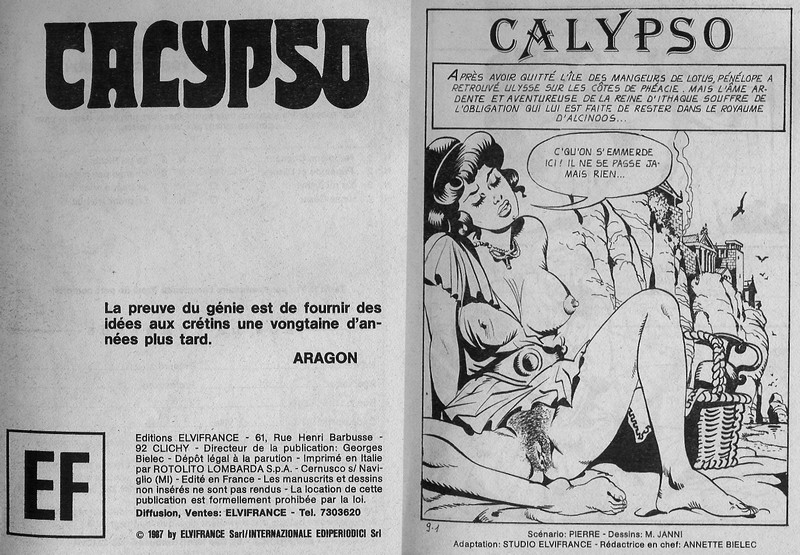 CALYPSO
La preuve du génie est de fournir des
idées aux crétins une vongtaine d'an-
nées plus tard.
ARAGON
EF
Editions ELVIFRANCE - 61, Rue Henri Barbusse -
92 CLICHY - Directeur de la publication: Georges
Bielec - Dépôt légal à la parution - Imprimé en Italie
par ROTOLITO LOMBARDA S.p.A. - Cernusco s/ Navi-
glio (MI) - Edité en France - Les manuscrits et dessins
non insérés ne sont pas rendus - La location de cette
publication est formellement prohibée par la loi.
Diffusion, Ventes: ELVIFRANCE - Tel. 7303620
© 1987 by ELVIFRANCE Sarl/INTERNAZIONALE EDIPERIODICI Srl
CALYPSO
APRÈS AVOIR QUITTÉ L'ÎLE DES MANGEURS DE LOTUS, PÉNÉLOPE A
RETROUVÉ ULYSSE SUR LES CÔTES DE PHÉACIE. MAIS L'ÂME AR-
DENTE ET AVENTUREUSE DE LA REINE D'ITHAQUE SOUFFRE DE
L'OBLIGATION QUI LUI EST FAITE DE RESTER DANS LE ROYAUME
D'ALCINOOS...
C'QU'ON S'EMMERDE
ICI! IL NE SE PASSE JA-
MAIS RIEN...
9-1
Scénario: PIERRE - Dessins: M. JANNI
Adaptation: STUDIO ELVIFRANCE - Rédactrice en chef: ANNETTE BIELEC